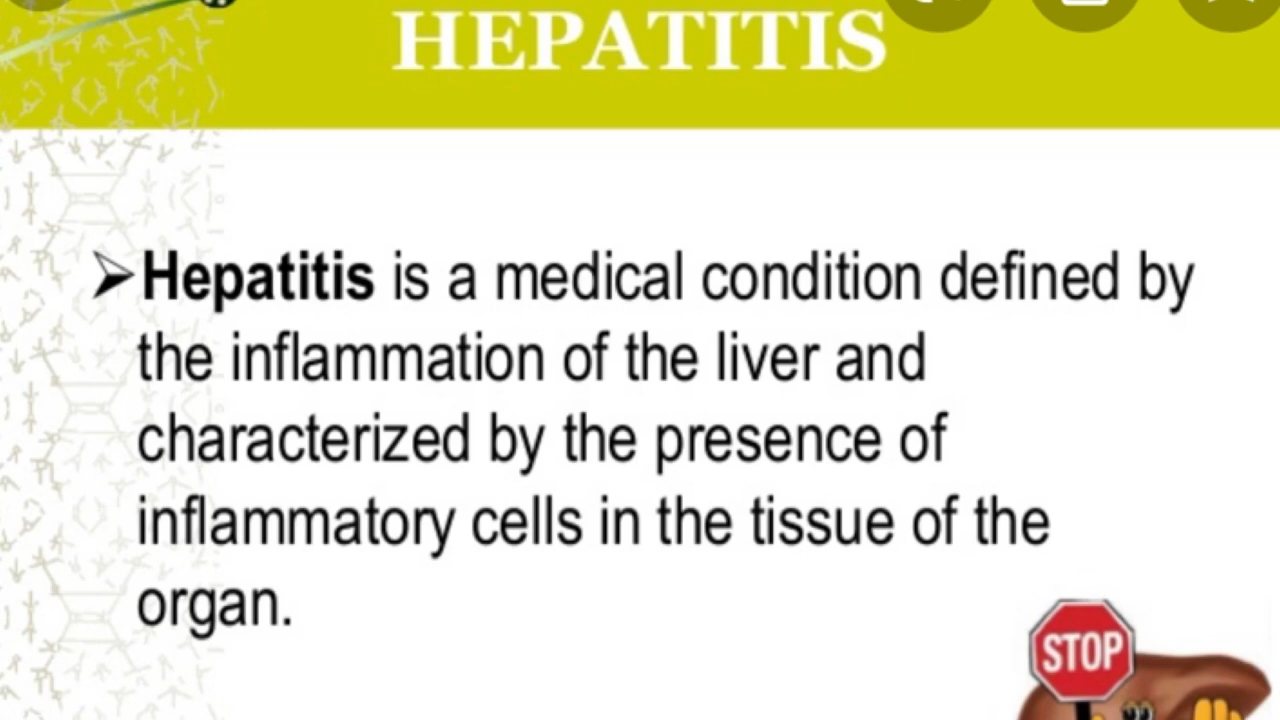 HEPATITIS
Hepatitis is a medical condition defined by
the inflammation of the liver and
characterized by the presence of
inflammatory cells in the tissue of the
organ.
STOP